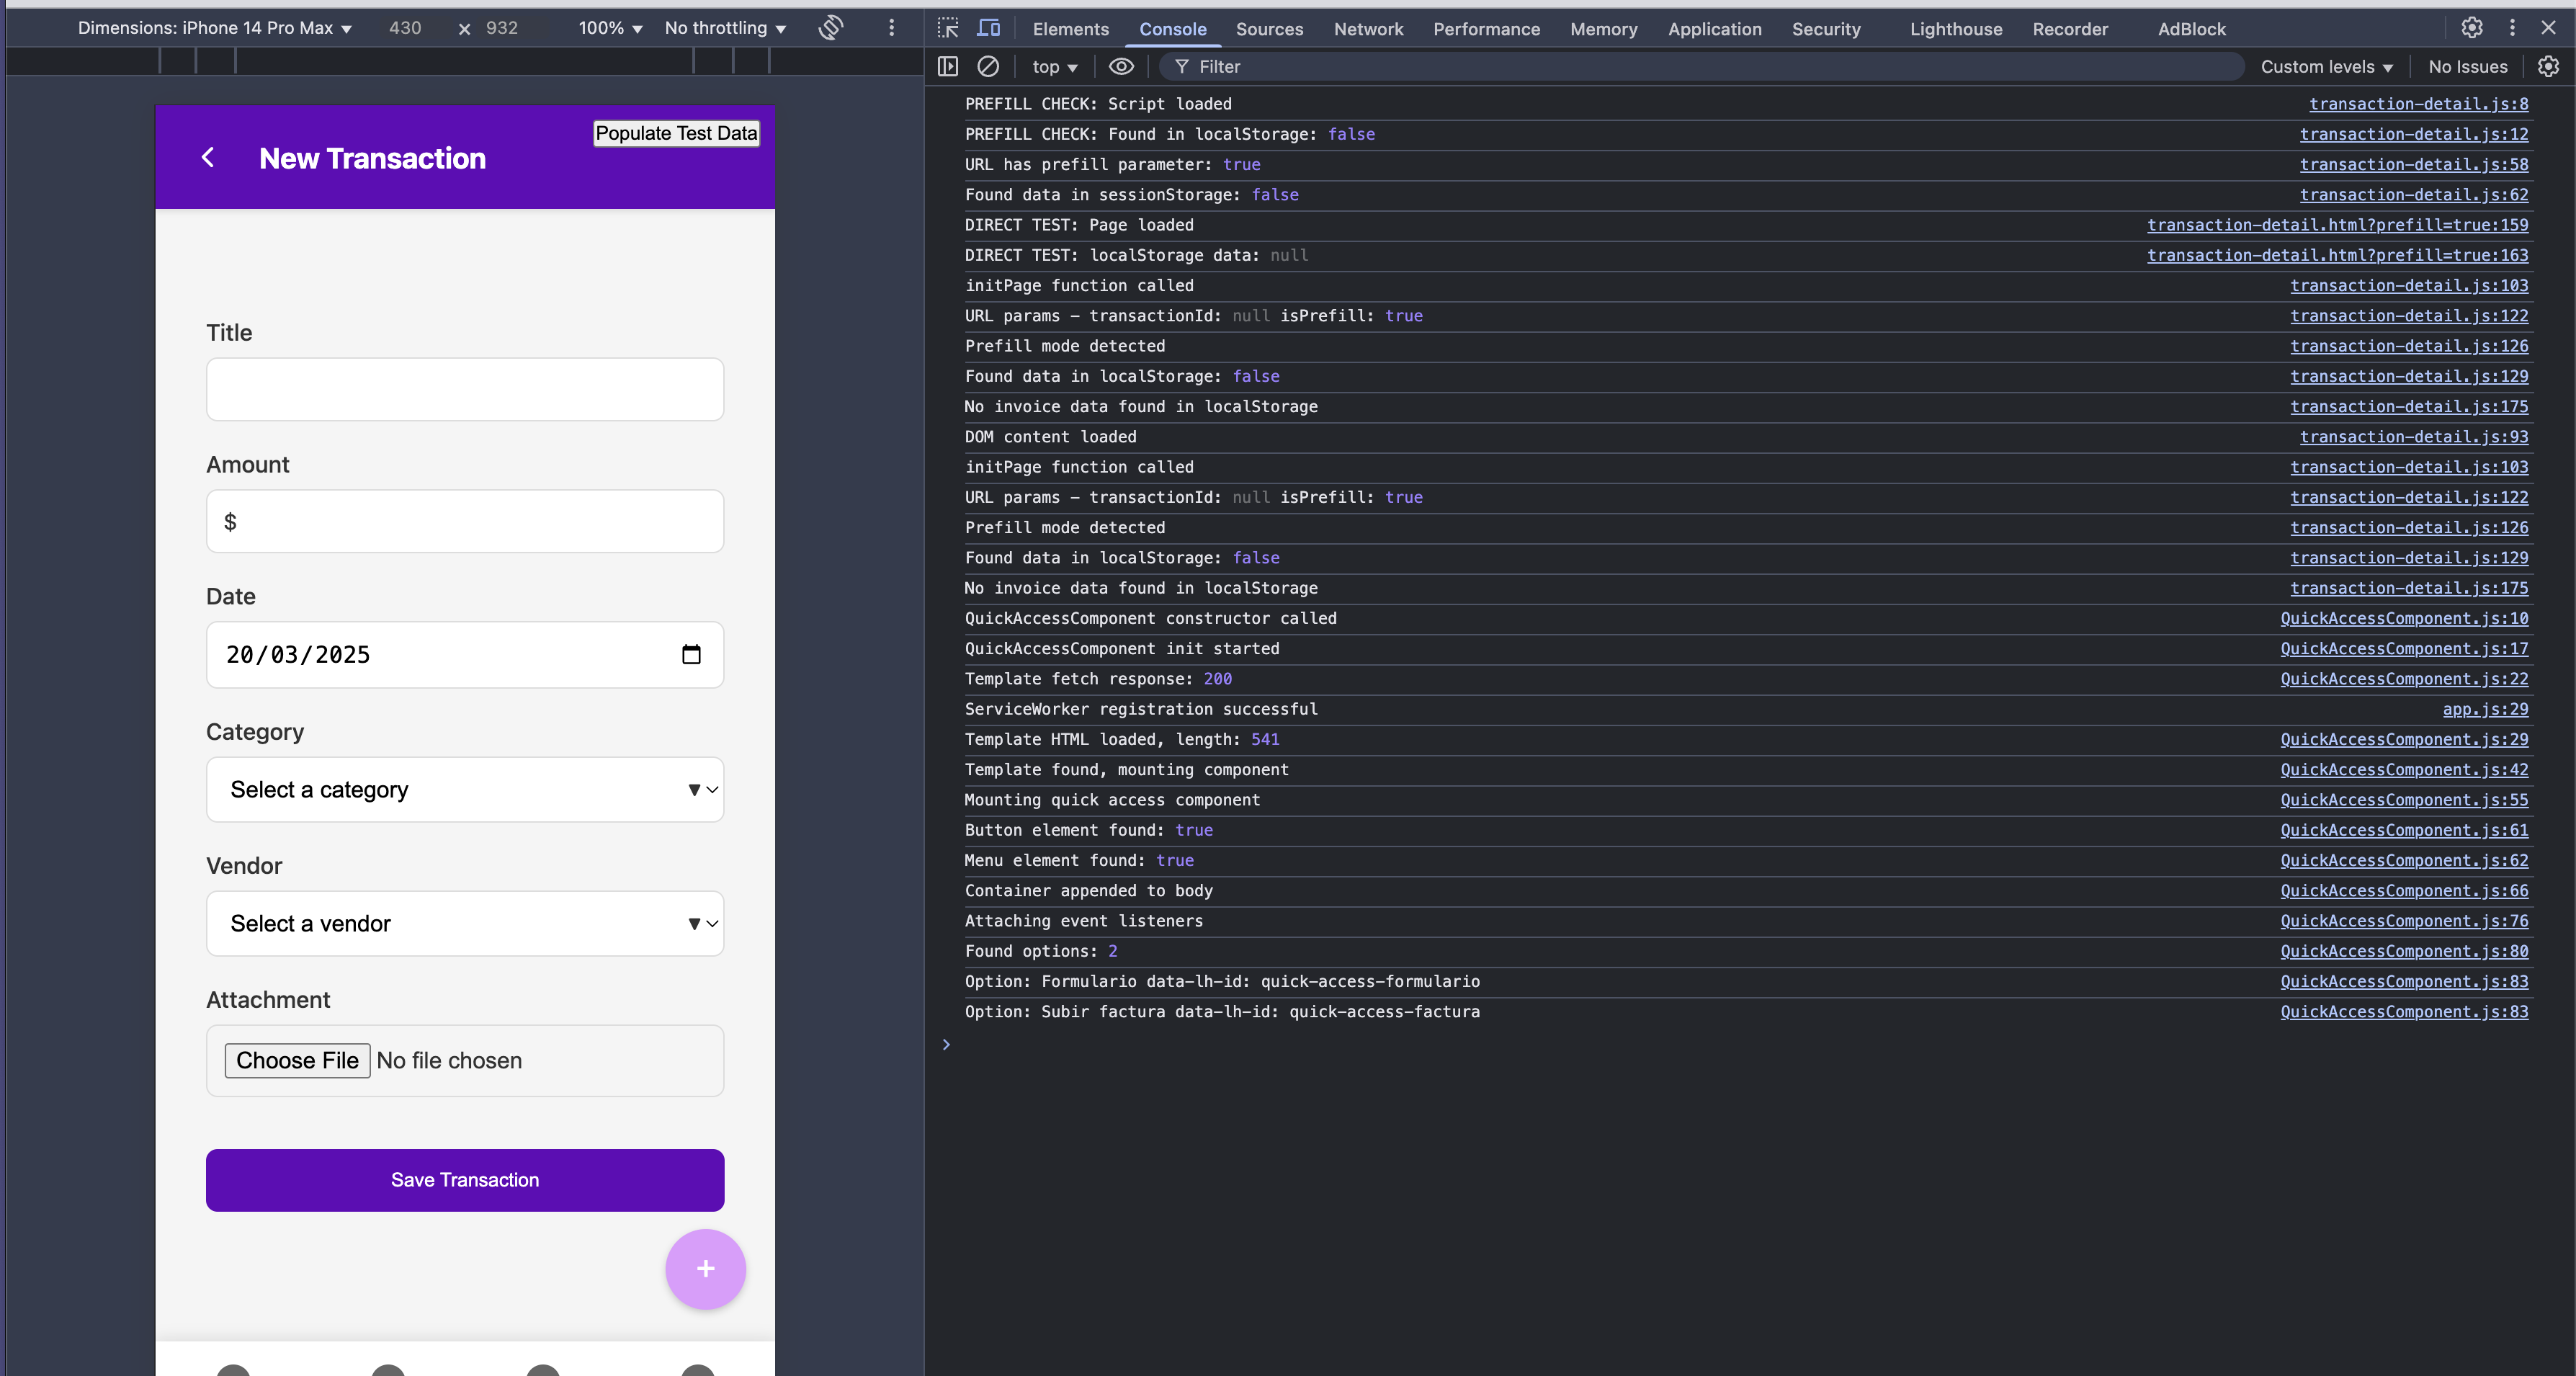 Dimensions: iPhone 14 Pro Max ▼ 430 × 932 100% ▼ No throttling ▼
Elements Console Sources Network Performance Memory Application Security Lighthouse Recorder AdBlock
top ▼ Filter Custom levels ▼ No Issues
New Transaction
Populate Test Data
Title
Amount
$
Date
20/03/2025
Category
Select a category
Vendor
Select a vendor
Attachment
Choose File No file chosen
Save Transaction
+
PREFILL CHECK: Script loaded transaction-detail.js:8
PREFILL CHECK: Found in localStorage: false transaction-detail.js:12
URL has prefill parameter: true transaction-detail.js:58
Found data in sessionStorage: false transaction-detail.js:62
DIRECT TEST: Page loaded transaction-detail.html?prefill=true:159
DIRECT TEST: localStorage data: null transaction-detail.html?prefill=true:163
initPage function called transaction-detail.js:103
URL params - transactionId: null isPrefill: true transaction-detail.js:122
Prefill mode detected transaction-detail.js:126
Found data in localStorage: false transaction-detail.js:129
No invoice data found in localStorage transaction-detail.js:175
DOM content loaded transaction-detail.js:93
initPage function called transaction-detail.js:103
URL params - transactionId: null isPrefill: true transaction-detail.js:122
Prefill mode detected transaction-detail.js:126
Found data in localStorage: false transaction-detail.js:129
No invoice data found in localStorage transaction-detail.js:175
QuickAccessComponent constructor called QuickAccessComponent.js:10
QuickAccessComponent init started QuickAccessComponent.js:17
Template fetch response: 200 QuickAccessComponent.js:22
ServiceWorker registration successful app.js:29
Template HTML loaded, length: 541 QuickAccessComponent.js:29
Template found, mounting component QuickAccessComponent.js:42
Mounting quick access component QuickAccessComponent.js:55
Button element found: true QuickAccessComponent.js:61
Menu element found: true QuickAccessComponent.js:62
Container appended to body QuickAccessComponent.js:66
Attaching event listeners QuickAccessComponent.js:76
Found options: 2 QuickAccessComponent.js:80
Option: Formulario data-lh-id: quick-access-formulario QuickAccessComponent.js:83
Option: Subir factura data-lh-id: quick-access-factura QuickAccessComponent.js:83